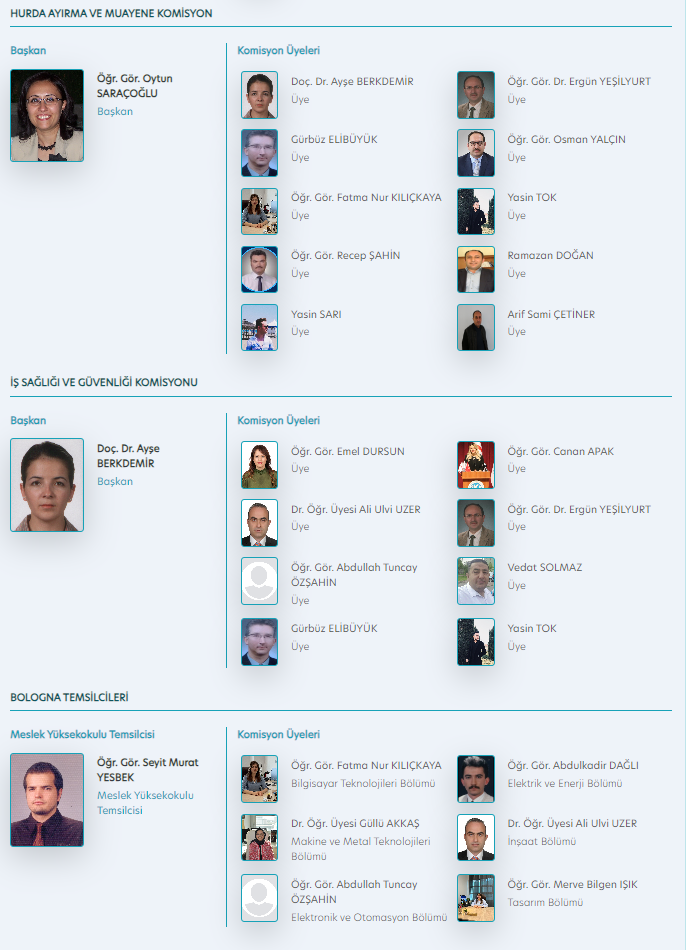 HURDA AYIRMA VE MUAYENE KOMİSYON
Başkan
Öğr. Gör. Oytun
SARAÇOĞLU
Başkan
Komisyon Üyeleri
Doç. Dr. Ayşe BERKDEMİR
Üye
Öğr. Gör. Dr. Ergün YEŞİLYURT
Üye
Gürbüz ELİBÜYÜK
Üye
Öğr. Gör. Osman YALÇIN
Üye
Öğr. Gör. Fatma Nur KILIÇKAYA
Üye
Yasin TOK
Üye
Öğr. Gör. Recep ŞAHİN
Üye
Ramazan DOĞAN
Üye
Yasin SARI
Üye
Arif Sami ÇETİNER
Üye
İŞ SAĞLIĞI VE GÜVENLİĞİ KOMİSYONU
Başkan
Doç. Dr. Ayşe
BERKDEMİR
Başkan
Komisyon Üyeleri
Öğr. Gör. Emel DURSUN
Üye
Öğr. Gör. Canan APAK
Üye
Dr. Öğr. Üyesi Ali Ulvi UZER
Üye
Öğr. Gör. Dr. Ergün YEŞİLYURT
Üye
Öğr. Gör. Abdullah Tuncay
ÖZŞAHİN
Üye
Vedat SOLMAZ
Üye
Gürbüz ELİBÜYÜK
Üye
Yasin TOK
Üye
BOLOGNA TEMSİLCİLERİ
Meslek Yüksekokulu Temsilcisi
Öğr. Gör. Seyit Murat
YESBEK
Meslek Yüksekokulu
Temsilcisi
Komisyon Üyeleri
Öğr. Gör. Fatma Nur KILIÇKAYA
Bilgisayar Teknolojileri Bölümü
Öğr. Gör. Abdulkadir DAĞLI
Elektrik ve Enerji Bölümü
Dr. Öğr. Üyesi Güllü AKKAŞ
Makine ve Metal Teknolojileri
Bölümü
Dr. Öğr. Üyesi Ali Ulvi UZER
İnşaat Bölümü
Öğr. Gör. Abdullah Tuncay
ÖZŞAHİN
Elektronik ve Otomasyon Bölümü
Öğr. Gör. Merve Bilgen IŞIK
Tasarım Bölümü